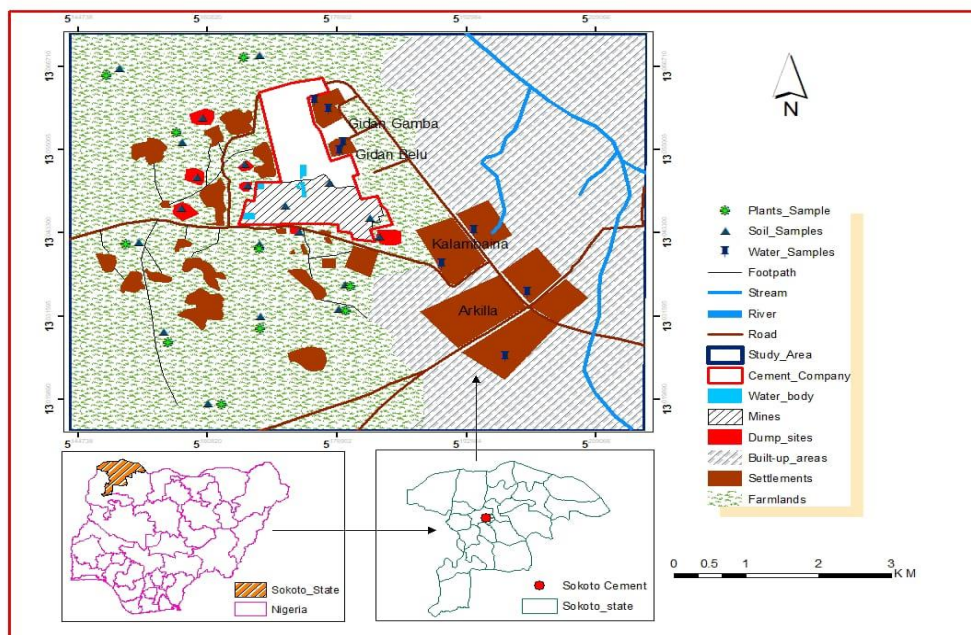 N
Gidan Gamba
Gidan Belu
Kalambaina
Arkilla
Plants_Sample
Soil_Samples
Water_Samples
Footpath
Stream
River
Road
Study_Area
Cement_Company
Water_body
Mines
Dump_sites
Built-up_areas
Settlements
Farmlands
0 0.5 1 2 3
K M
Sokoto_State
Nigeria
Sokoto Cement
Sokoto_state